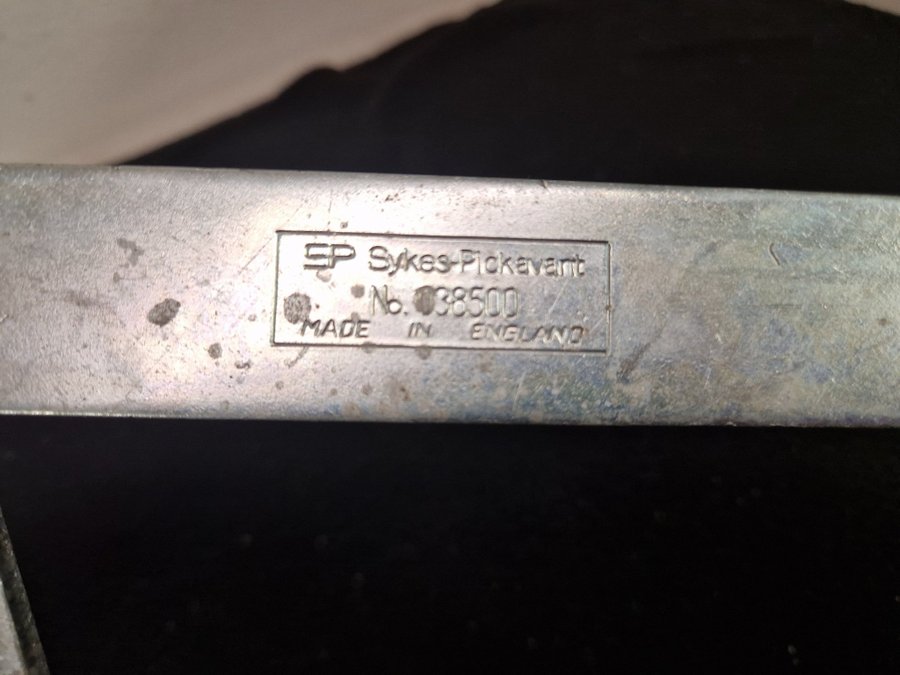 SP Sykes-Pickavant
No. 038500
MADE IN ENGLAND